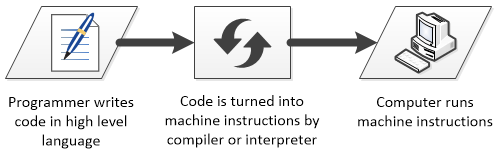 Programmer writes
code in high level
language
Code is turned into
machine instructions by
compiler or interpreter
Computer runs
machine instructions